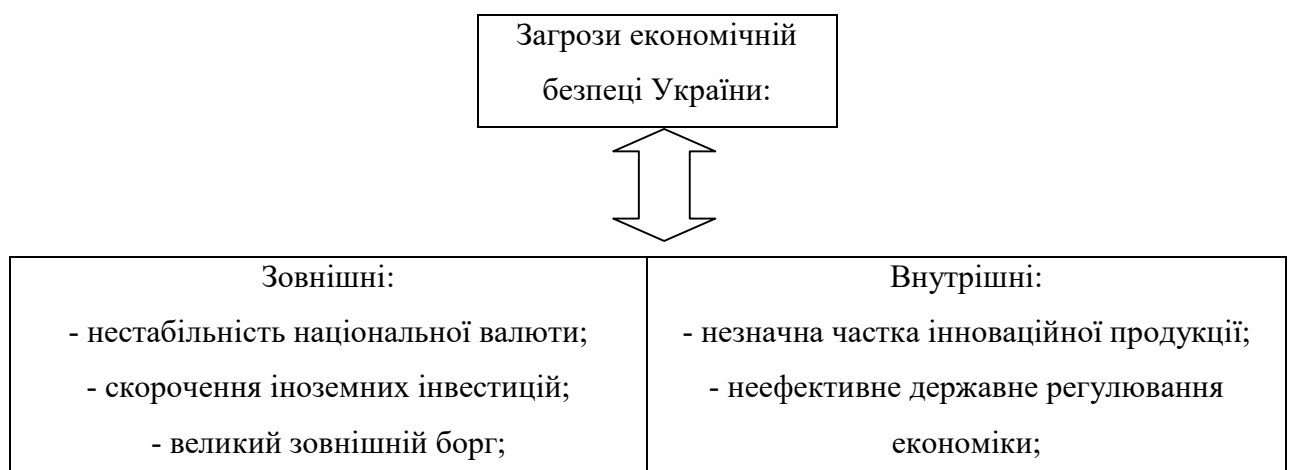 Загрози економічній
безпеці України:
Зовнішні:
- нестабільність національної валюти;
- скорочення іноземних інвестицій;
- великий зовнішній борг;
Внутрішні:
- незначна частка інноваційної продукції;
- неефективне державне регулювання
економіки;